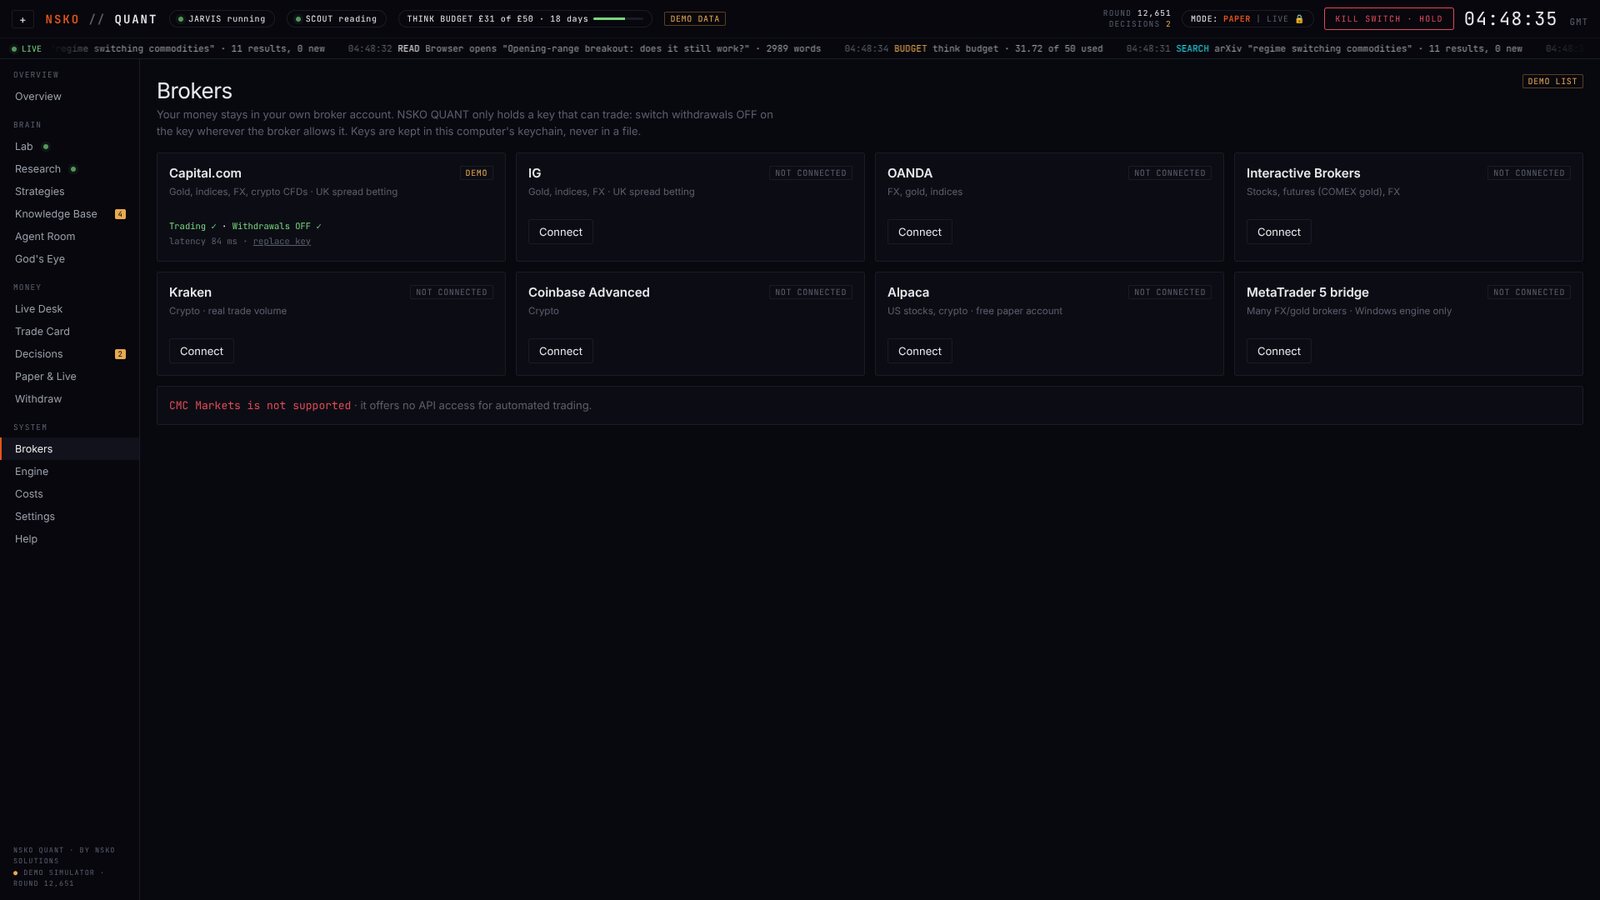 + NSKO // QUANT JARVIS running SCOUT reading THINK BUDGET £31 of £50 · 18 days DEMO DATA ROUND 12,651 DECISIONS 2 MODE: PAPER | LIVE KILL SWITCH · HOLD 04:48:35 GMT
LIVE regime switching commodities" · 11 results, 0 new 04:48:32 READ Browser opens "Opening-range breakout: does it still work?" · 2989 words 04:48:34 BUDGET think budget · 31.72 of 50 used 04:48:31 SEARCH arXiv "regime switching commodities" · 11 results, 0 new
OVERVIEW
Overview
BRAIN
Lab
Research
Strategies
Knowledge Base 4
Agent Room
God's Eye
MONEY
Live Desk
Trade Card
Decisions 2
Paper & Live
Withdraw
SYSTEM
Brokers
Engine
Costs
Settings
Help
NSKO QUANT · BY NSKO
SOLUTIONS
DEMO SIMULATOR ·
ROUND 12,651
Brokers
DEMO LIST
Your money stays in your own broker account. NSKO QUANT only holds a key that can trade: switch withdrawals OFF on
the key wherever the broker allows it. Keys are kept in this computer's keychain, never in a file.
Capital.com DEMO
Gold, indices, FX, crypto CFDs · UK spread betting
Trading ✓ · Withdrawals OFF ✓
latency 84 ms · replace key
IG NOT CONNECTED
Gold, indices, FX · UK spread betting
Connect
OANDA NOT CONNECTED
FX, gold, indices
Connect
Interactive Brokers NOT CONNECTED
Stocks, futures (COMEX gold), FX
Connect
Kraken NOT CONNECTED
Crypto · real trade volume
Connect
Coinbase Advanced NOT CONNECTED
Crypto
Connect
Alpaca NOT CONNECTED
US stocks, crypto · free paper account
Connect
MetaTrader 5 bridge NOT CONNECTED
Many FX/gold brokers · Windows engine only
Connect
CMC Markets is not supported · it offers no API access for automated trading.